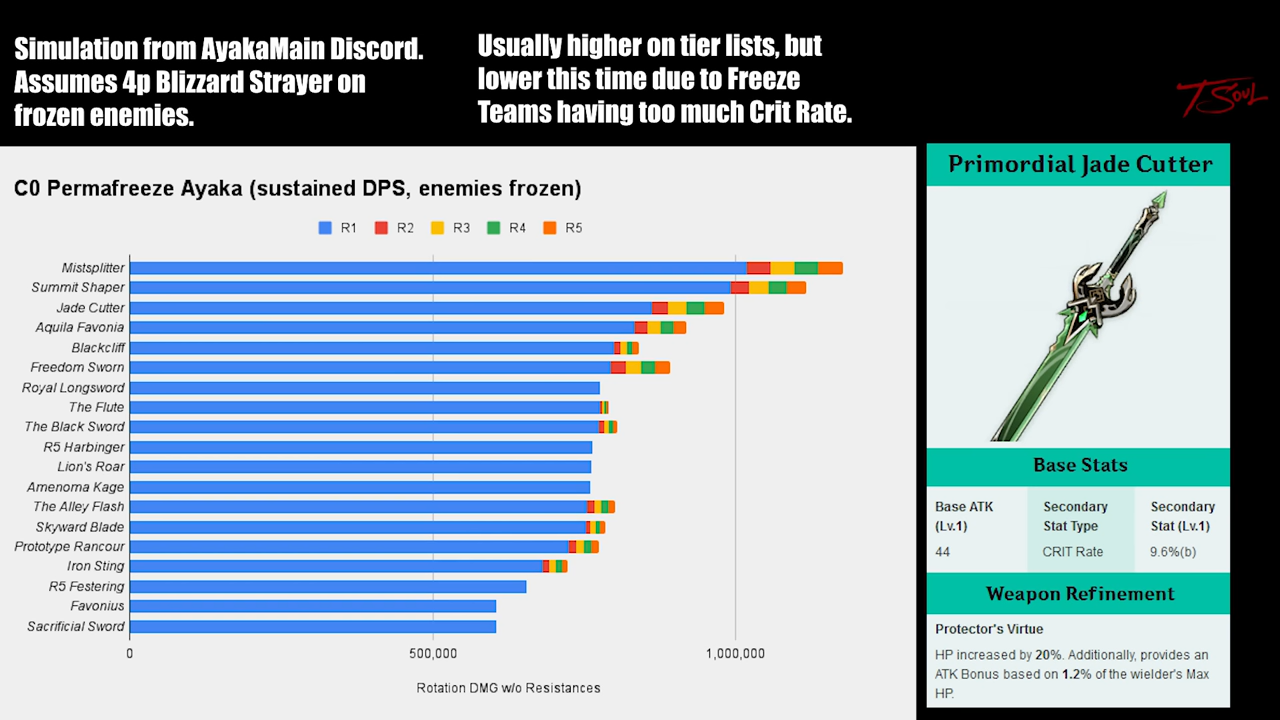 Simulation from AyakaMain Discord.
Assumes 4p Blizzard Strayer on
frozen enemies.
Usually higher on tier lists, but
lower this time due to Freeze
Teams having too much Crit Rate.
TSOUL
C0 Permafreeze Ayaka (sustained DPS, enemies frozen)
R1 R2 R3 R4 R5
Mistsplitter
Summit Shaper
Jade Cutter
Aquila Favonia
Blackcliff
Freedom Sworn
Royal Longsword
The Flute
The Black Sword
R5 Harbinger
Lion's Roar
Amenoma Kage
The Alley Flash
Skyward Blade
Prototype Rancour
Iron Sting
R5 Festering
Favonius
Sacrificial Sword
0 500,000 1,000,000
Rotation DMG w/o Resistances
Primordial Jade Cutter
Base Stats
Base ATK
(Lv.1)
44
Secondary
Stat Type
CRIT Rate
Secondary
Stat (Lv.1)
9.6%(b)
Weapon Refinement
Protector's Virtue
HP increased by 20%. Additionally, provides an
ATK Bonus based on 1.2% of the wielder's Max
HP.